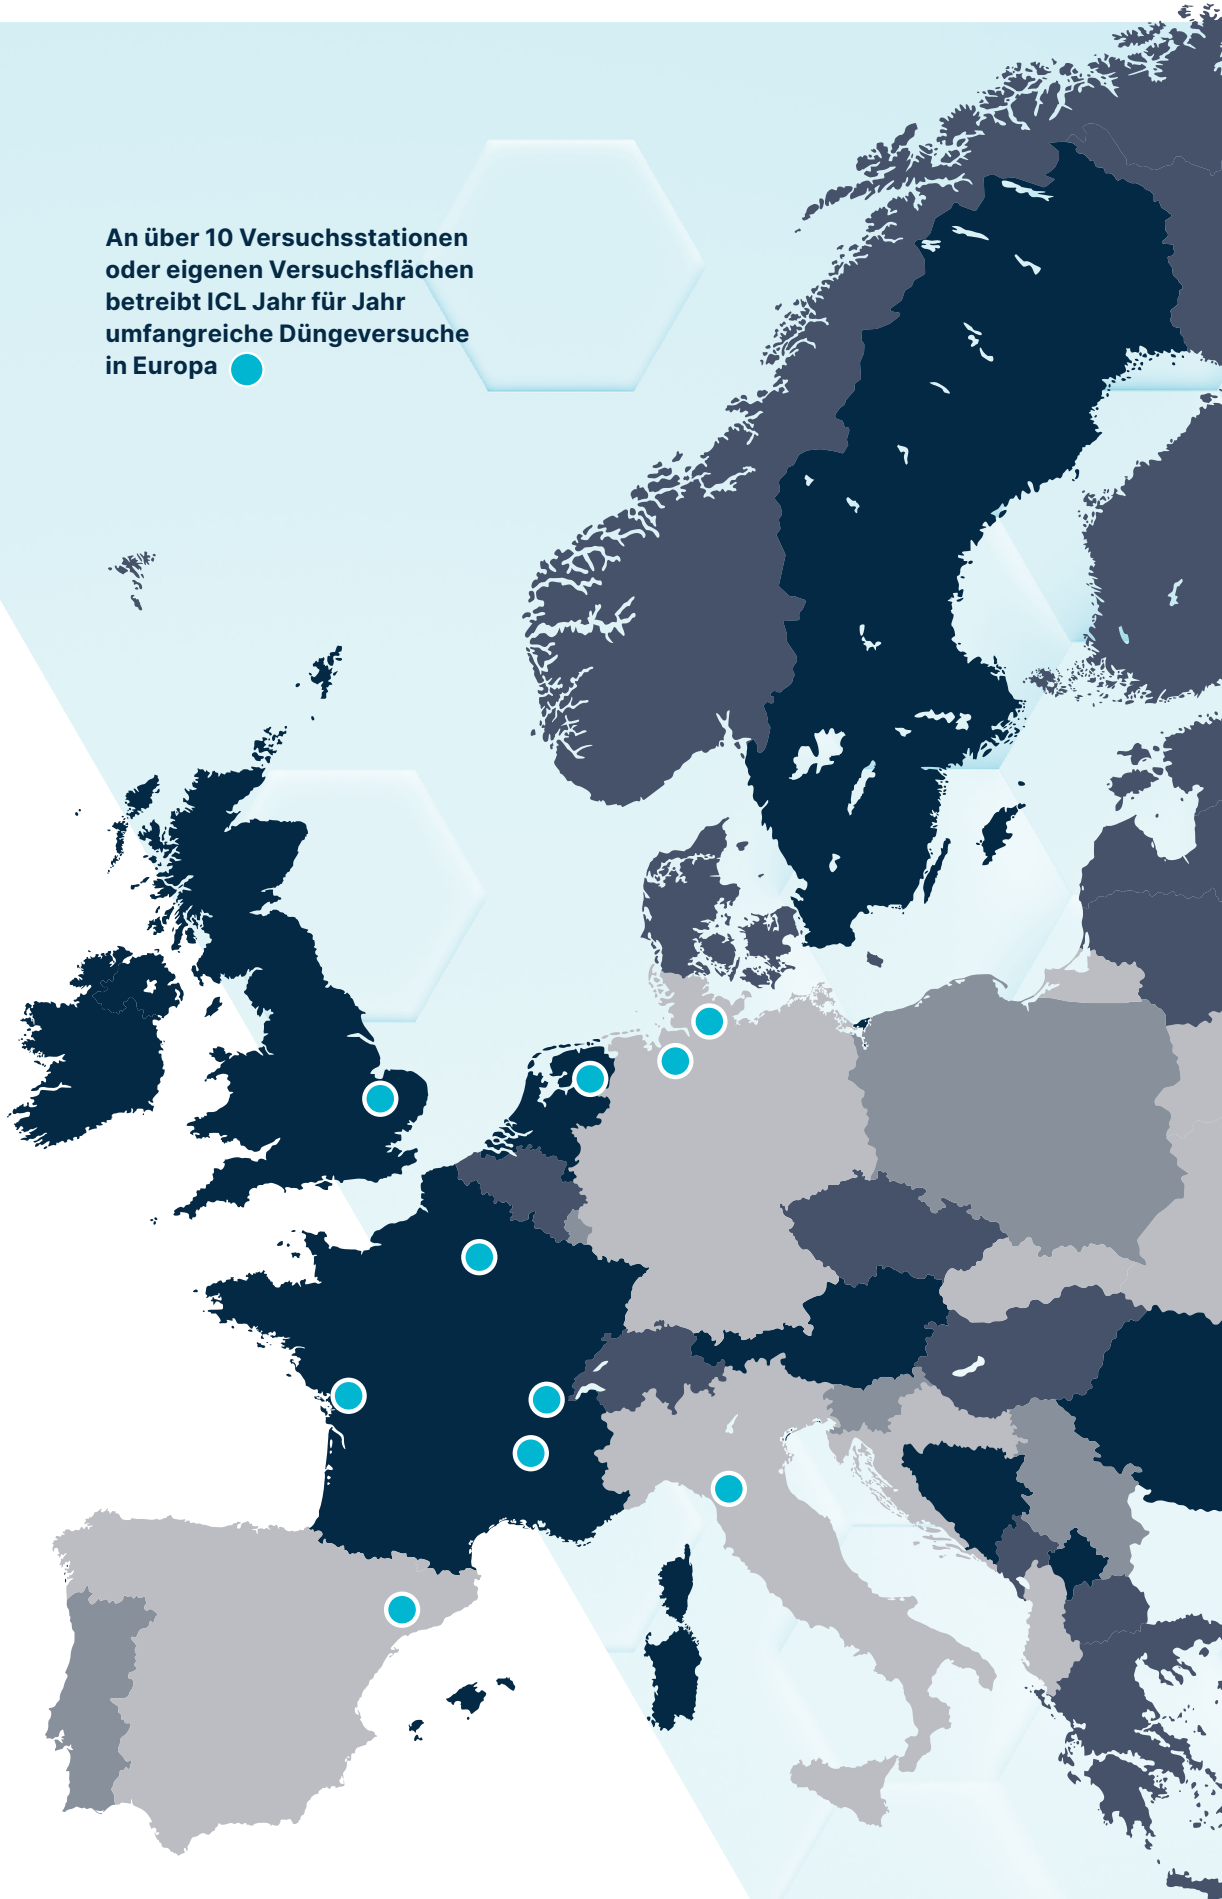 An über 10 Versuchsstationen
oder eigenen Versuchsflächen
betreibt ICL Jahr für Jahr
umfangreiche Düngeversuche
in Europa